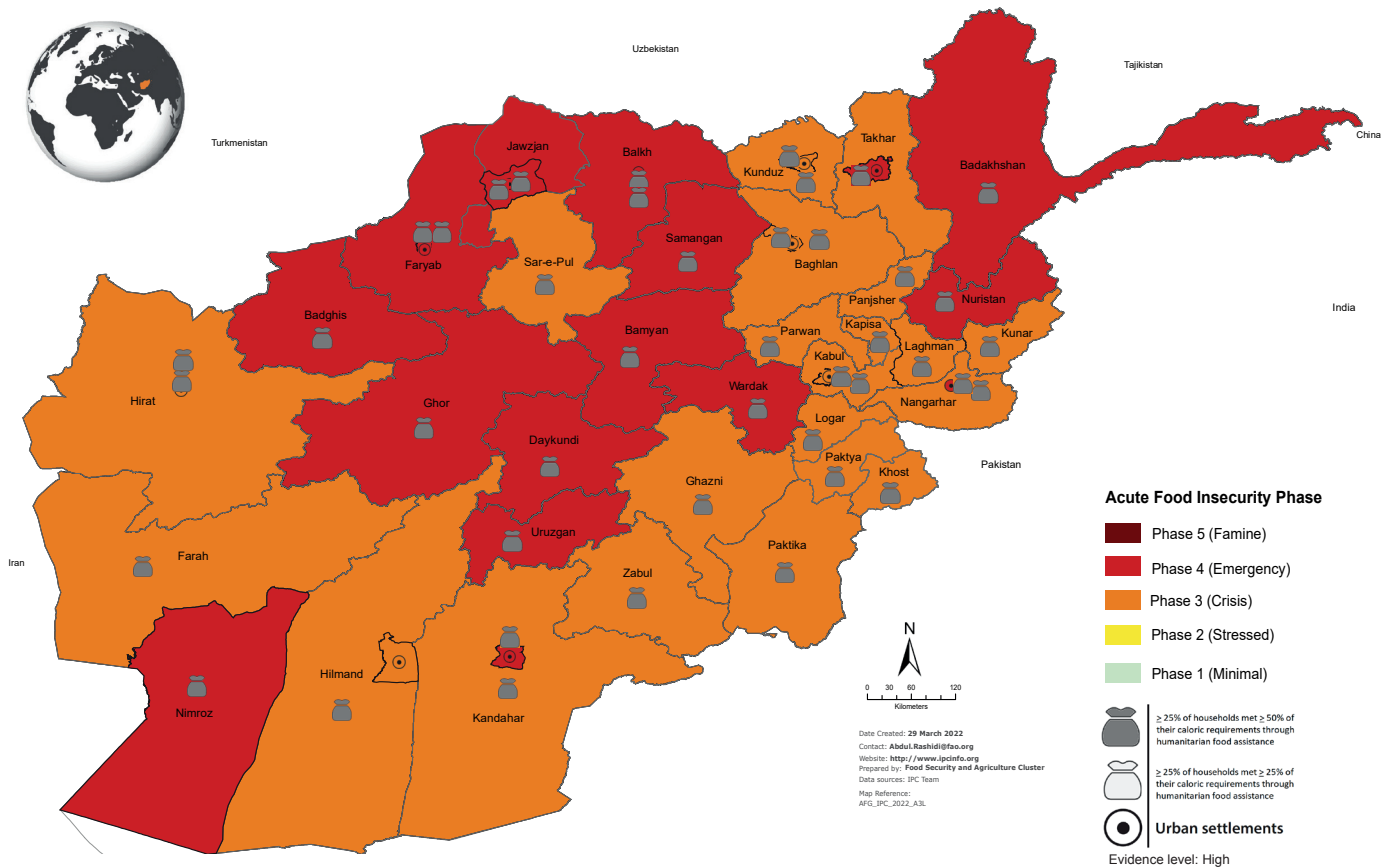 Uzbekistan
Tajikistan
China
Turkmenistan
Jawzjan
Balkh
Kunduz
Takhar
Badakhshan
Faryab
Sar-e-Pul
Samangan
Baghlan
Badghis
Bamyan
Panjsher
Nuristan
India
Parwan
Kapisa
Laghman
Kunar
Kabul
Hirat
Ghor
Wardak
Nangarhar
Logar
Daykundi
Paktya
Khost
Pakistan
Ghazni
Uruzgan
Paktika
Iran
Farah
Zabul
Hilmand
Nimroz
Kandahar
N
0 30 60 120
Kilometers
Date Created: 29 March 2022
Contact: Abdul.Rashidi@fao.org
Website: http://www.ipcinfo.org
Prepared by: Food Security and Agriculture Cluster
Data sources: IPC Team
Map Reference:
AFG_IPC_2022_A3L
Acute Food Insecurity Phase
Phase 5 (Famine)
Phase 4 (Emergency)
Phase 3 (Crisis)
Phase 2 (Stressed)
Phase 1 (Minimal)
≥ 25% of households met ≥ 50% of
their caloric requirements through
humanitarian food assistance
≥ 25% of households met ≥ 25% of
their caloric requirements through
humanitarian food assistance
Urban settlements
Evidence level: High